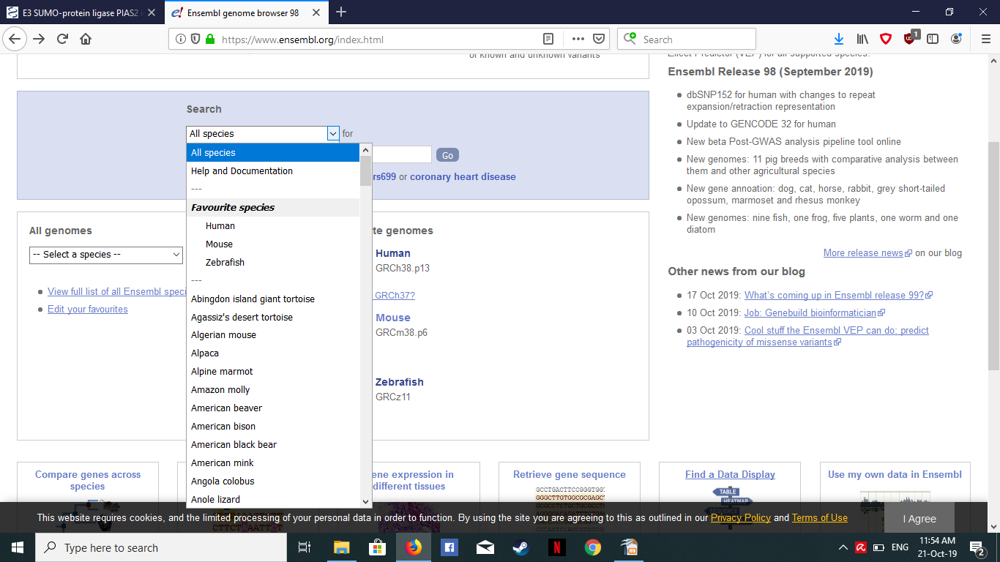 E3 SUMO-protein ligase PIAS2 i
Ensembl genome browser 98
https://www.ensembl.org/index.html
Search
1
of known and unknown variants
Effect Predictor (VEP) for all supported species.
Search
All species
for
All species
Help and Documentation
---
Favourite species
Human
Mouse
Zebrafish
---
Abingdon island giant tortoise
Agassiz's desert tortoise
Algerian mouse
Alpaca
Alpine marmot
Amazon molly
American beaver
American bison
American black bear
American mink
Angola colobus
Anole lizard
Go
rs699 or coronary heart disease
All genomes
-- Select a species --
View full list of all Ensembl speci
Edit your favourites
te genomes
Human
GRCh38.p13
GRCh37?
Mouse
GRCm38.p6
Zebrafish
GRCz11
Ensembl Release 98 (September 2019)
dbSNP152 for human with changes to repeat
expansion/retraction representation
Update to GENCODE 32 for human
New beta Post-GWAS analysis pipeline tool online
New genomes: 11 pig breeds with comparative analysis between
them and other agricultural species
New gene annoation: dog, cat, horse, rabbit, grey short-tailed
opossum, marmoset and rhesus monkey
New genomes: nine fish, one frog, five plants, one worm and one
diatom
More release news on our blog
Other news from our blog
17 Oct 2019: What's coming up in Ensembl release 99?
10 Oct 2019: Job: Genebuild bioinformatician
03 Oct 2019: Cool stuff the Ensembl VEP can do: predict
pathogenicity of missense variants
Compare genes across
species
ene expression in
different tissues
Retrieve gene sequence
Find a Data Display
TABLE
HEATMAP
Use my own data in Ensembl
This website requires cookies, and the limited processing of your personal data in order to function. By using the site you are agreeing to this as outlined in our Privacy Policy and Terms of Use
I Agree
Type here to search
ENG
11:54 AM
21-Oct-19
2